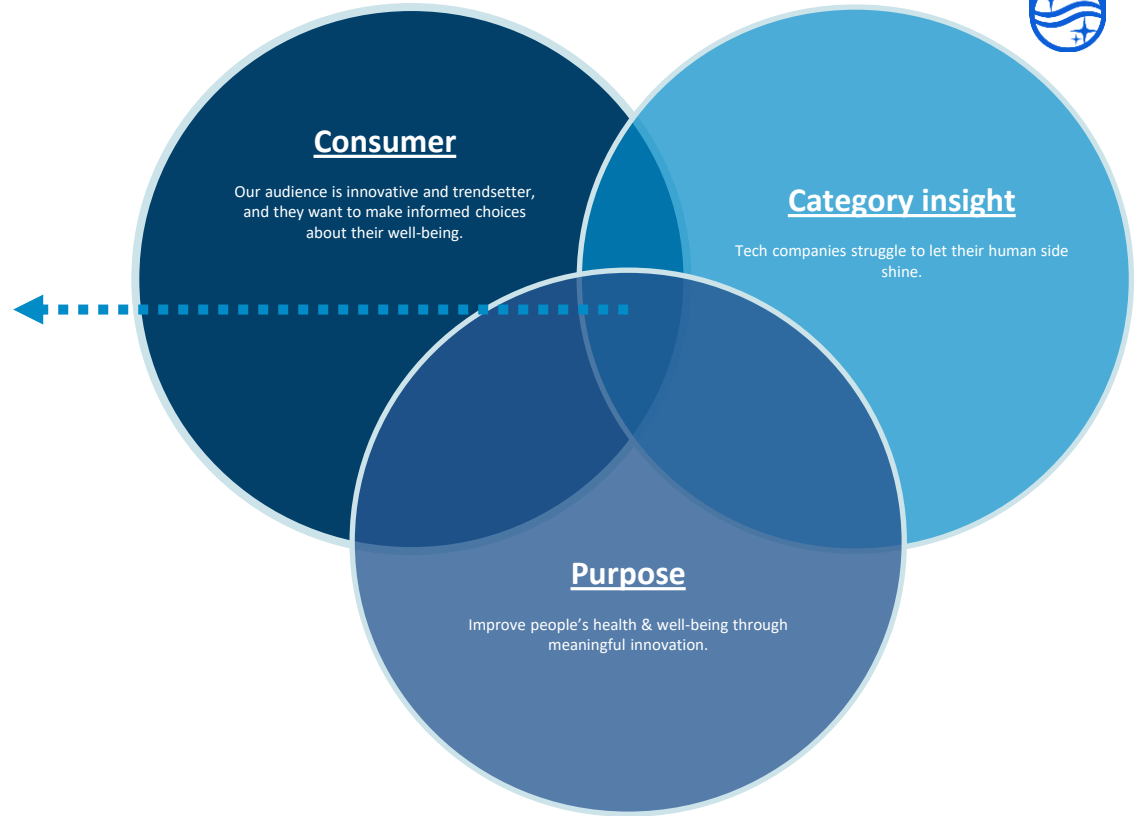 Consumer
Our audience is innovative and trendsetter,
and they want to make informed choices
about their well-being.
Category insight
Tech companies struggle to let their human side
shine.
Purpose
Improve people’s health & well-being through
meaningful innovation.